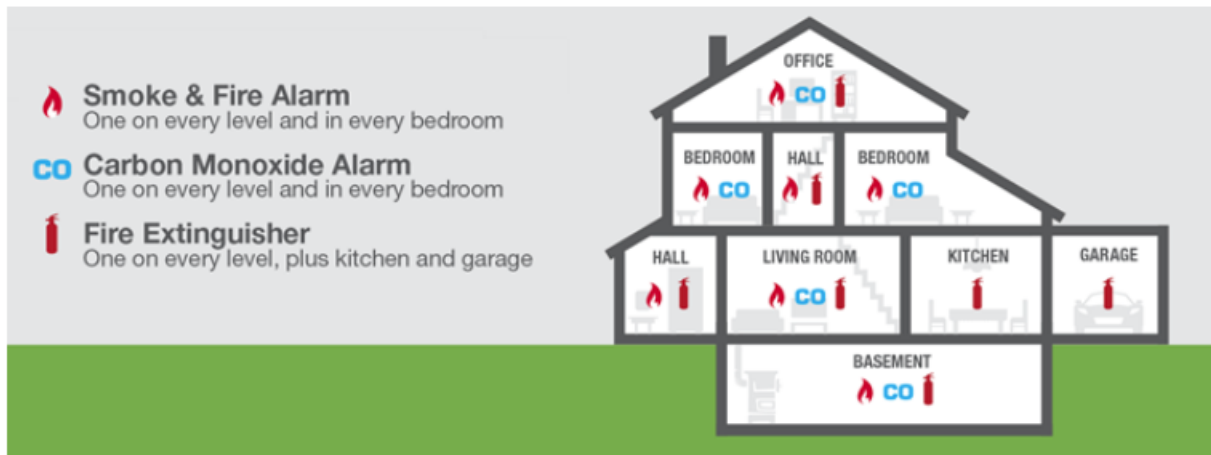 Smoke & Fire Alarm
One on every level and in every bedroom
CO Carbon Monoxide Alarm
One on every level and in every bedroom
Fire Extinguisher
One on every level, plus kitchen and garage
OFFICE
CO
BEDROOM
HALL
BEDROOM
CO
CO
HALL
LIVING ROOM
KITCHEN
GARAGE
CO
BASEMENT
CO